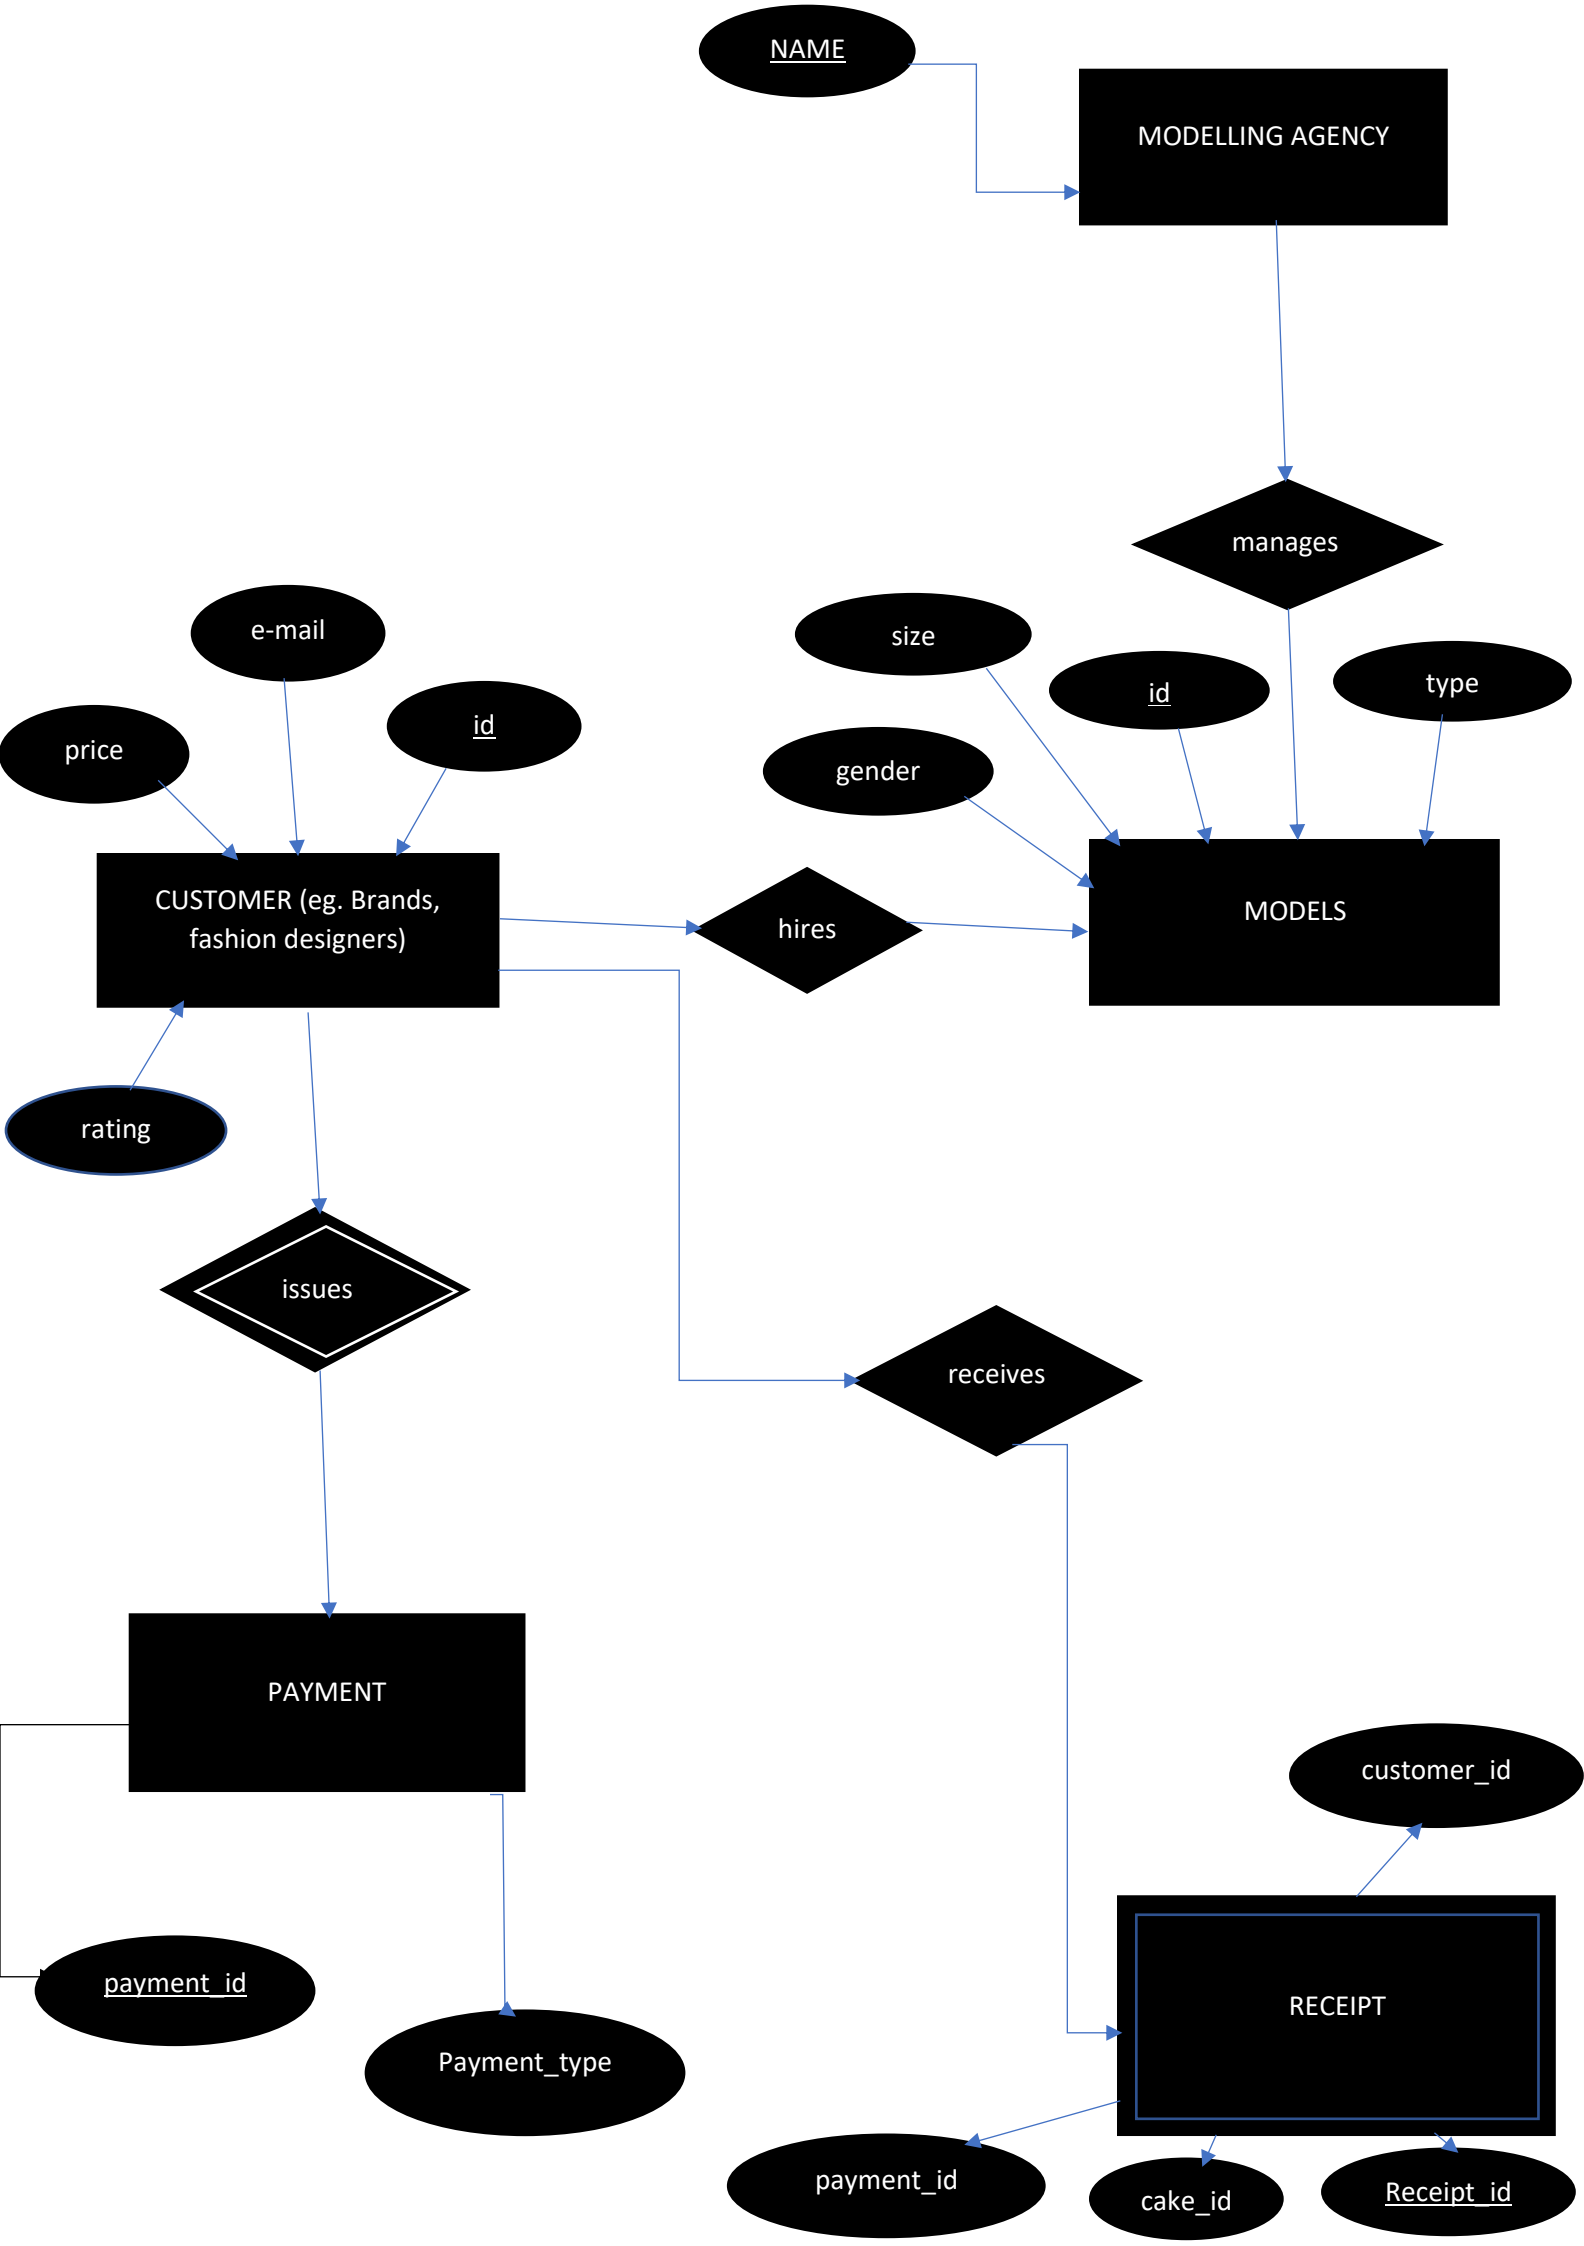 NAME
MODELLING AGENCY
manages
e-mail
size
id
type
id
price
gender
CUSTOMER (eg. Brands,
fashion designers)
hires
MODELS
rating
issues
receives
PAYMENT
customer_id
payment_id
RECEIPT
Payment_type
payment_id
cake_id
Receipt_id